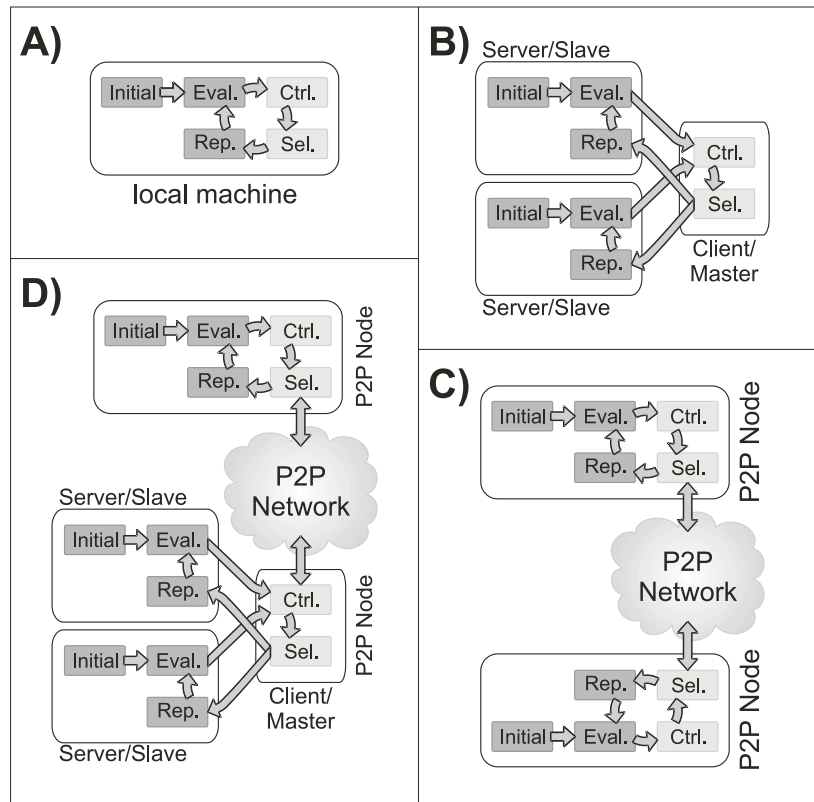 A)
Initial
Eval.
Ctrl.
Rep.
Sel.
local machine
B)
Server/Slave
Initial
Eval.
Rep.
Ctrl.
Sel.
Initial
Eval.
Rep.
Client/
Master
Server/Slave
D)
Initial
Eval.
Ctrl.
Rep.
Sel.
P2P Node
P2P
Network
Server/Slave
Initial
Eval.
Rep.
Ctrl.
Sel.
P2P Node
Initial
Eval.
Rep.
Client/
Master
Server/Slave
C)
Initial
Eval.
Ctrl.
Rep.
Sel.
P2P Node
P2P
Network
Rep.
Sel.
Initial
Eval.
Ctrl.
P2P Node